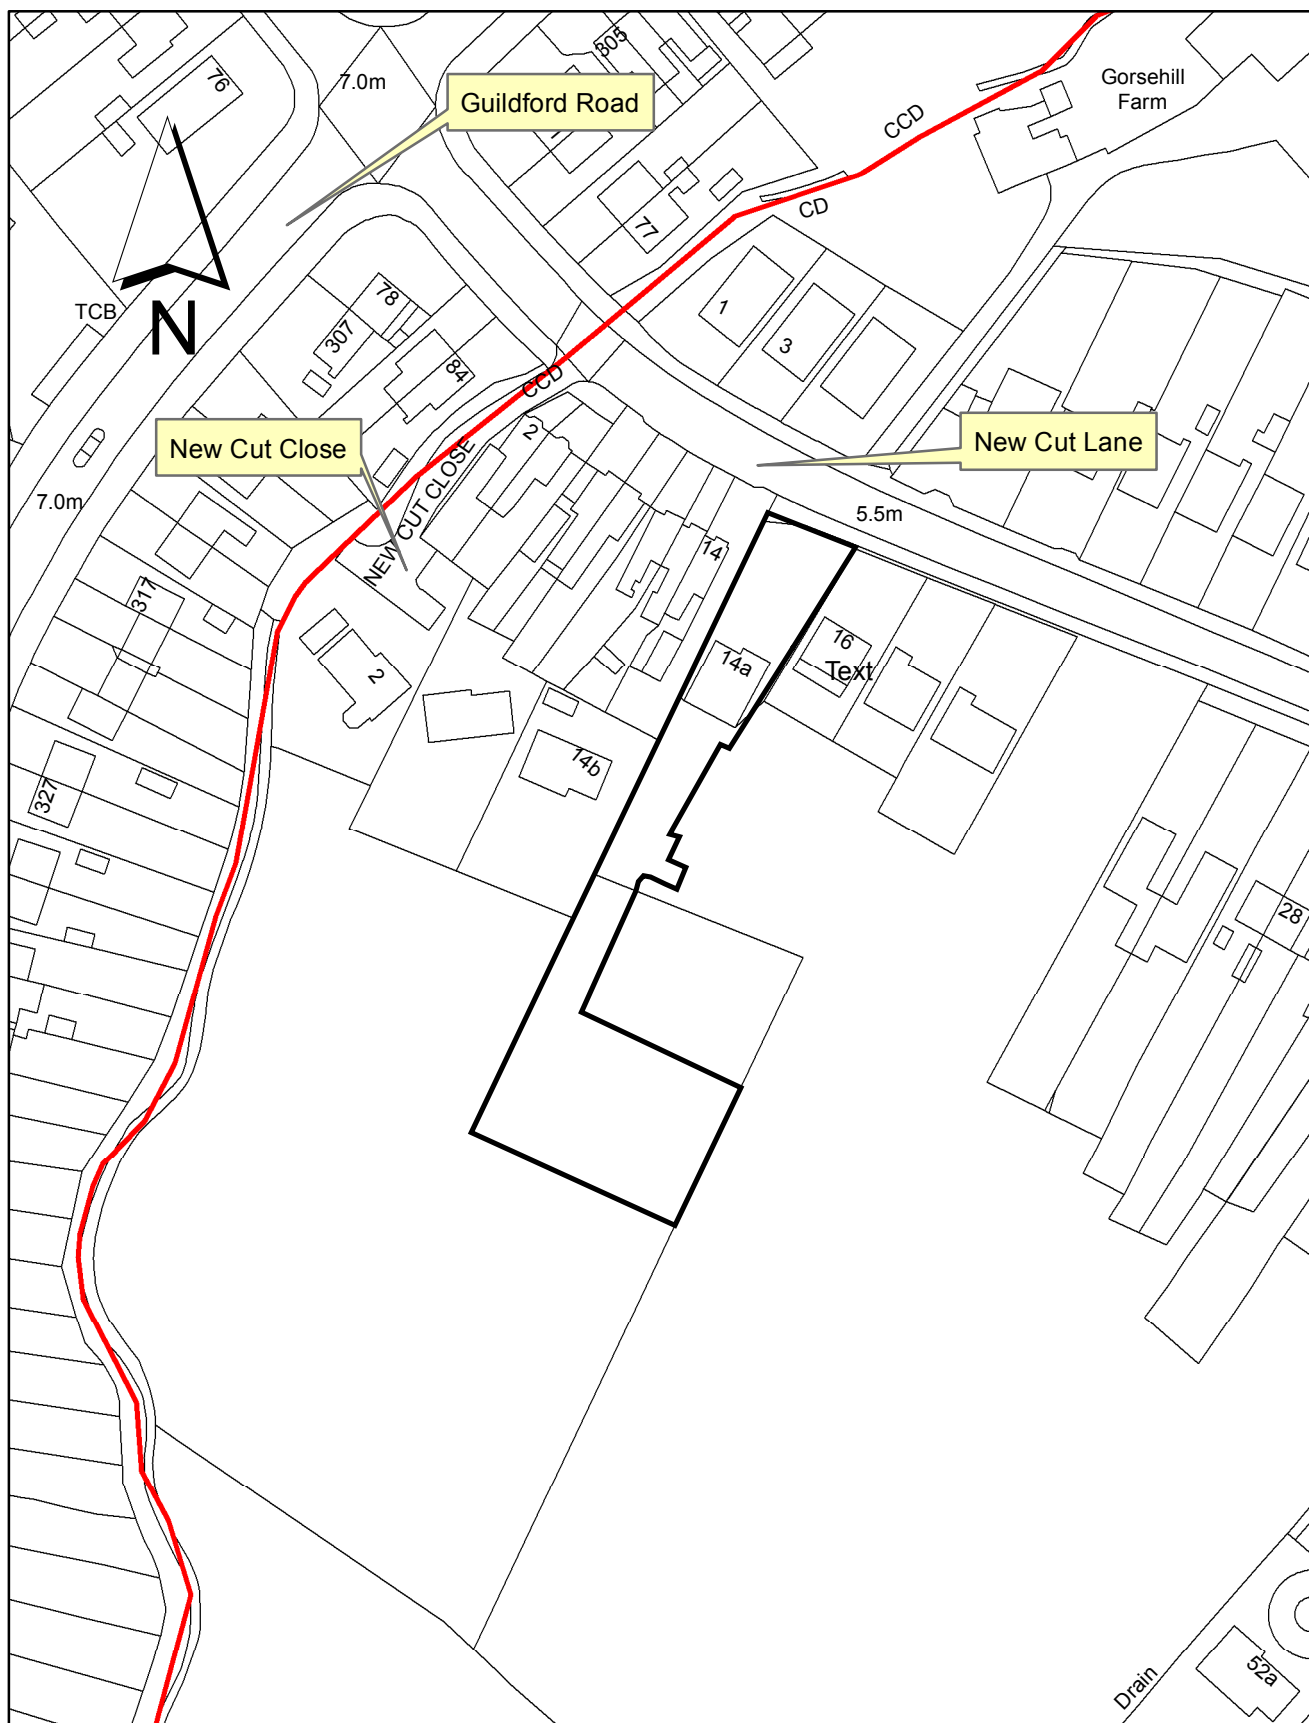 305
76
7.0m
Gorsehill
Farm
Guildford Road
CCD
CD
77
TCB
N
78
307
1
3
84
CCD
2
New Cut Close
New Cut Lane
NEW CUT CLOSE
7.0m
5.5m
14
317
16
Text
14a
2
14b
327
28
Drain
52a